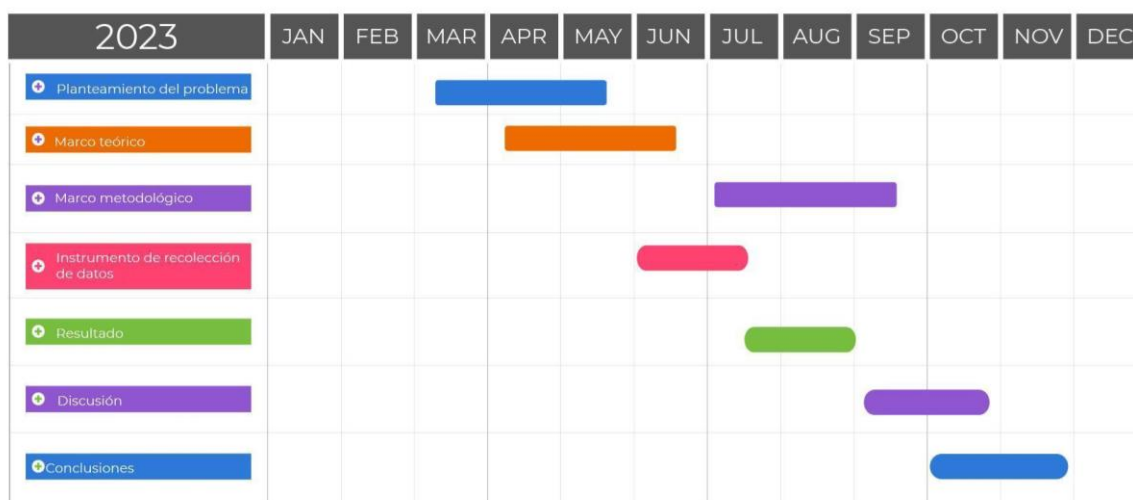 2023 JAN FEB MAR APR MAY JUN JUL AUG SEP OCT NOV DEC
Planteamiento del problema
Marco teórico
Marco metodológico
Instrumento de recolección
de datos
Resultado
Discusión
Conclusiones